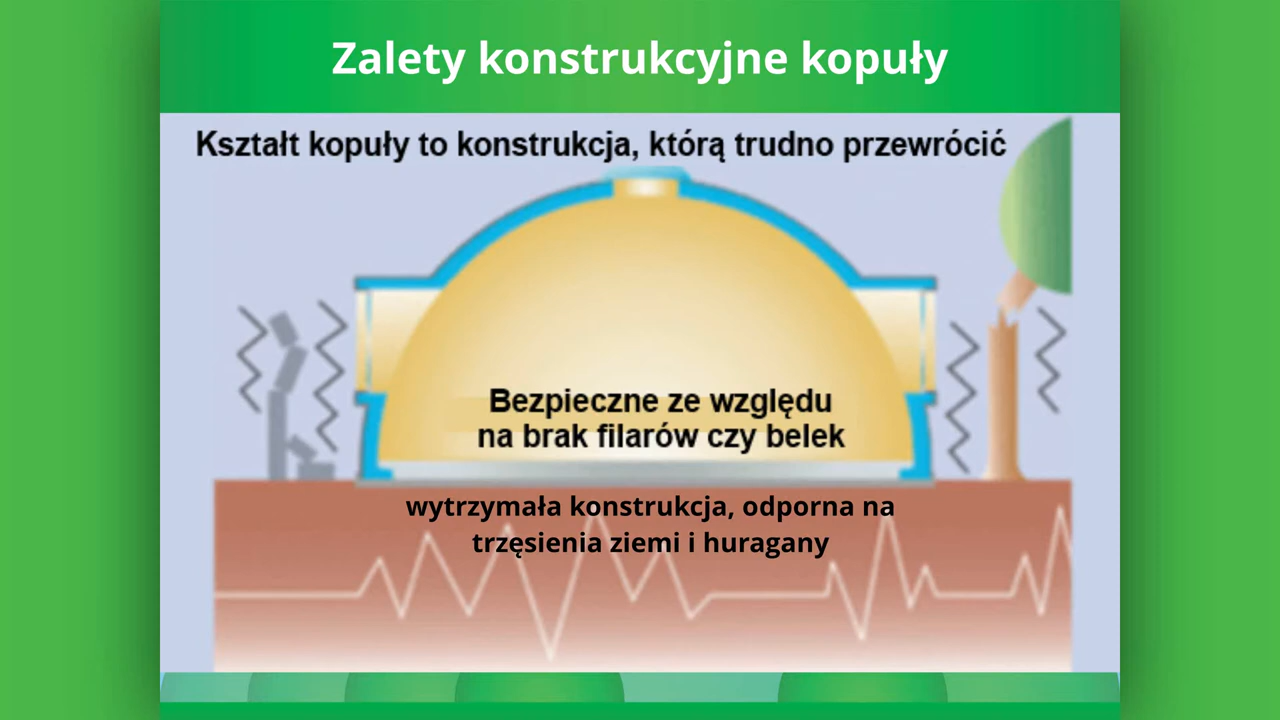 Zalety konstrukcyjne kopuły
Kształt kopuły to konstrukcja, którą trudno przewrócić
Bezpieczne ze względu
na brak filarów czy belek
wytrzymała konstrukcja, odporna na
trzęsienia ziemi i huragany